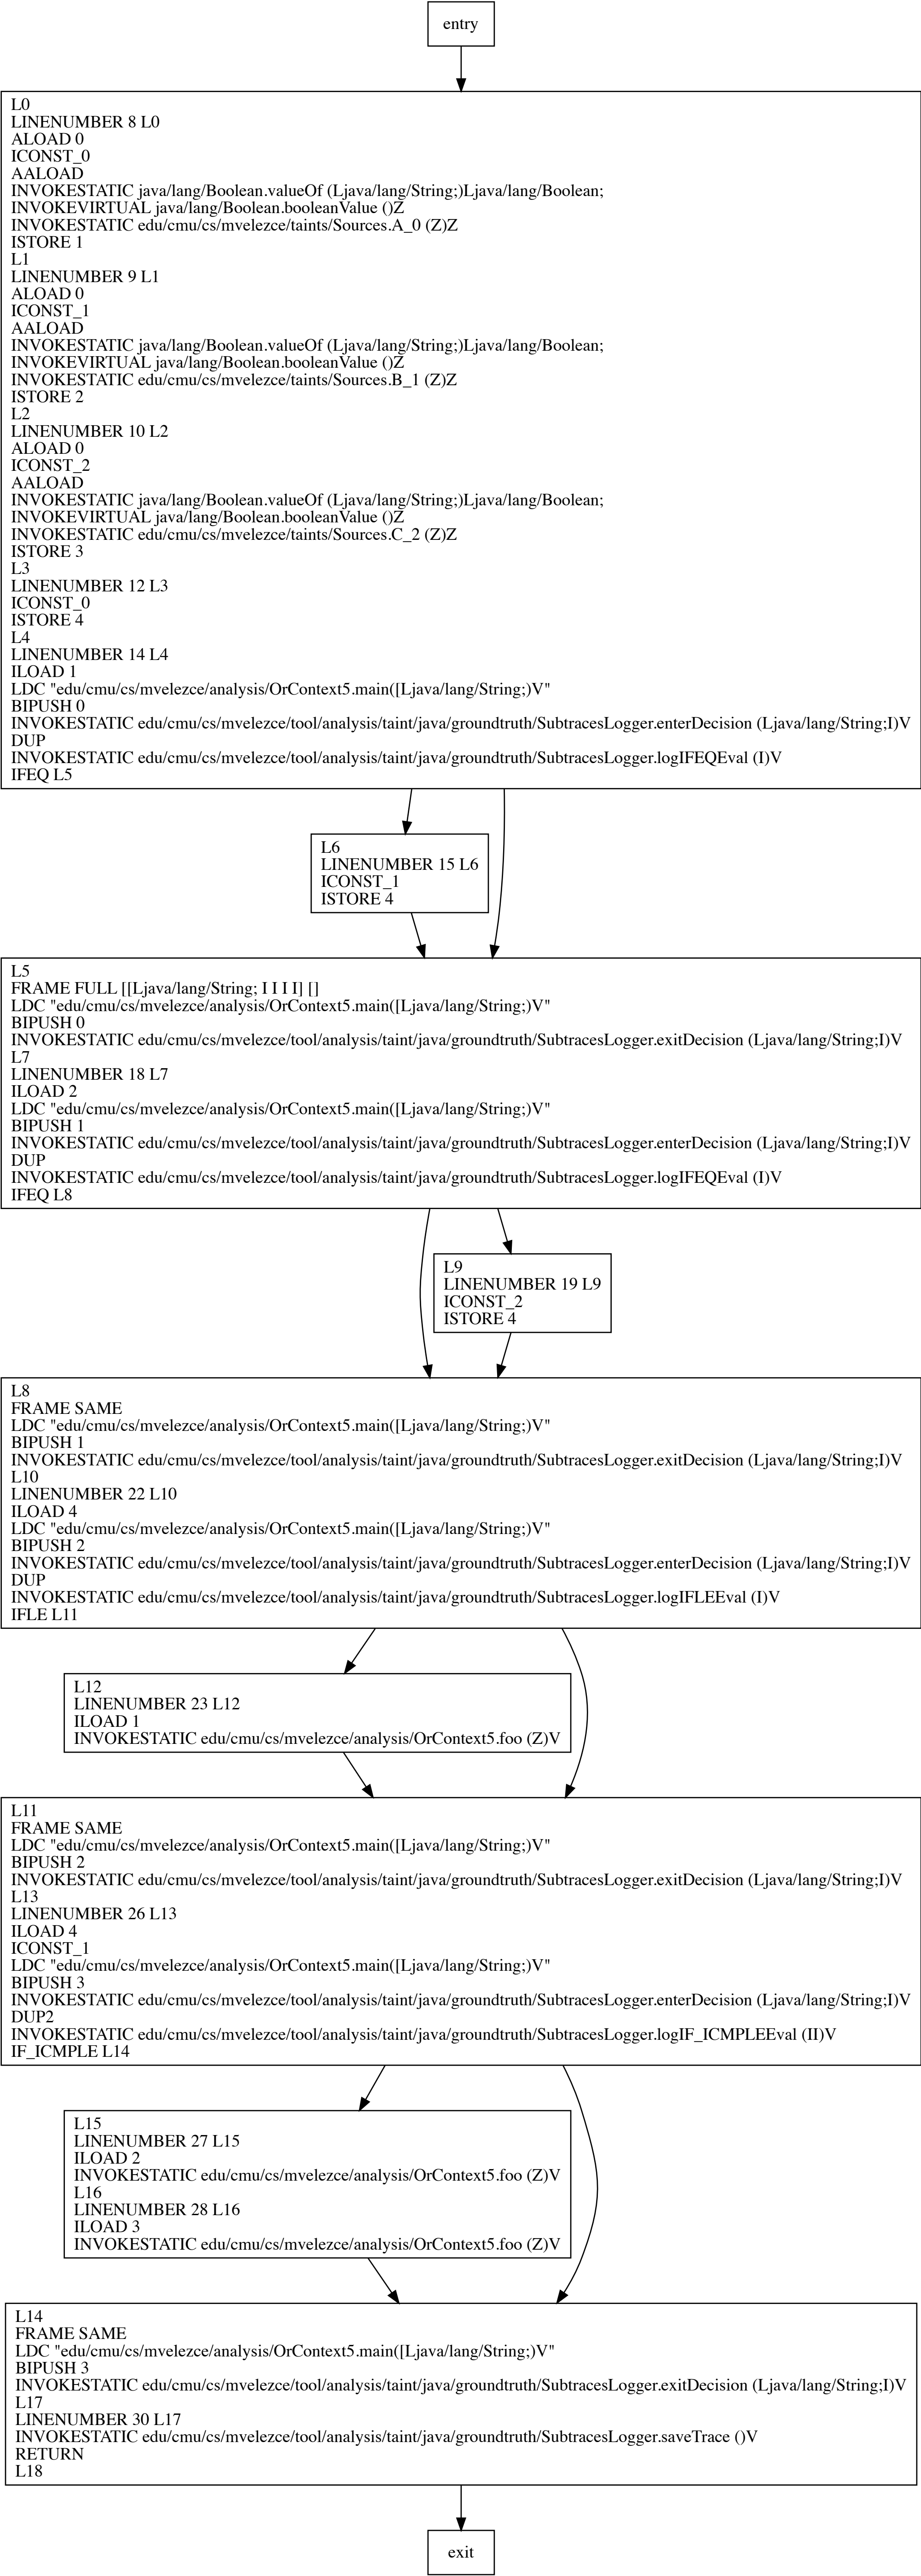 entry
L0
LINENUMBER 8 L0
ALOAD 0
ICONST_0
AALOAD
INVOKESTATIC java/lang/Boolean.valueOf (Ljava/lang/String;)Ljava/lang/Boolean;
INVOKEVIRTUAL java/lang/Boolean.booleanValue ()Z
INVOKESTATIC edu/cmu/cs/mvelezce/taints/Sources.A_0 (Z)Z
ISTORE 1
L1
LINENUMBER 9 L1
ALOAD 0
ICONST_1
AALOAD
INVOKESTATIC java/lang/Boolean.valueOf (Ljava/lang/String;)Ljava/lang/Boolean;
INVOKEVIRTUAL java/lang/Boolean.booleanValue ()Z
INVOKESTATIC edu/cmu/cs/mvelezce/taints/Sources.B_1 (Z)Z
ISTORE 2
L2
LINENUMBER 10 L2
ALOAD 0
ICONST_2
AALOAD
INVOKESTATIC java/lang/Boolean.valueOf (Ljava/lang/String;)Ljava/lang/Boolean;
INVOKEVIRTUAL java/lang/Boolean.booleanValue ()Z
INVOKESTATIC edu/cmu/cs/mvelezce/taints/Sources.C_2 (Z)Z
ISTORE 3
L3
LINENUMBER 12 L3
ICONST_0
ISTORE 4
L4
LINENUMBER 14 L4
ILOAD 1
LDC "edu/cmu/cs/mvelezce/analysis/OrContext5.main([Ljava/lang/String;)V"
BIPUSH 0
INVOKESTATIC edu/cmu/cs/mvelezce/tool/analysis/taint/java/groundtruth/SubtracesLogger.enterDecision (Ljava/lang/String;I)V
DUP
INVOKESTATIC edu/cmu/cs/mvelezce/tool/analysis/taint/java/groundtruth/SubtracesLogger.logIFEQEval (I)V
IFEQ L5
L6
LINENUMBER 15 L6
ICONST_1
ISTORE 4
L5
FRAME FULL [[Ljava/lang/String; I I I I] []
LDC "edu/cmu/cs/mvelezce/analysis/OrContext5.main([Ljava/lang/String;)V"
BIPUSH 0
INVOKESTATIC edu/cmu/cs/mvelezce/tool/analysis/taint/java/groundtruth/SubtracesLogger.exitDecision (Ljava/lang/String;I)V
L7
LINENUMBER 18 L7
ILOAD 2
LDC "edu/cmu/cs/mvelezce/analysis/OrContext5.main([Ljava/lang/String;)V"
BIPUSH 1
INVOKESTATIC edu/cmu/cs/mvelezce/tool/analysis/taint/java/groundtruth/SubtracesLogger.enterDecision (Ljava/lang/String;I)V
DUP
INVOKESTATIC edu/cmu/cs/mvelezce/tool/analysis/taint/java/groundtruth/SubtracesLogger.logIFEQEval (I)V
IFEQ L8
L9
LINENUMBER 19 L9
ICONST_2
ISTORE 4
L8
FRAME SAME
LDC "edu/cmu/cs/mvelezce/analysis/OrContext5.main([Ljava/lang/String;)V"
BIPUSH 1
INVOKESTATIC edu/cmu/cs/mvelezce/tool/analysis/taint/java/groundtruth/SubtracesLogger.exitDecision (Ljava/lang/String;I)V
L10
LINENUMBER 22 L10
ILOAD 4
LDC "edu/cmu/cs/mvelezce/analysis/OrContext5.main([Ljava/lang/String;)V"
BIPUSH 2
INVOKESTATIC edu/cmu/cs/mvelezce/tool/analysis/taint/java/groundtruth/SubtracesLogger.enterDecision (Ljava/lang/String;I)V
DUP
INVOKESTATIC edu/cmu/cs/mvelezce/tool/analysis/taint/java/groundtruth/SubtracesLogger.logIFLEEval (I)V
IFLE L11
L12
LINENUMBER 23 L12
ILOAD 1
INVOKESTATIC edu/cmu/cs/mvelezce/analysis/OrContext5.foo (Z)V
L11
FRAME SAME
LDC "edu/cmu/cs/mvelezce/analysis/OrContext5.main([Ljava/lang/String;)V"
BIPUSH 2
INVOKESTATIC edu/cmu/cs/mvelezce/tool/analysis/taint/java/groundtruth/SubtracesLogger.exitDecision (Ljava/lang/String;I)V
L13
LINENUMBER 26 L13
ILOAD 4
ICONST_1
LDC "edu/cmu/cs/mvelezce/analysis/OrContext5.main([Ljava/lang/String;)V"
BIPUSH 3
INVOKESTATIC edu/cmu/cs/mvelezce/tool/analysis/taint/java/groundtruth/SubtracesLogger.enterDecision (Ljava/lang/String;I)V
DUP2
INVOKESTATIC edu/cmu/cs/mvelezce/tool/analysis/taint/java/groundtruth/SubtracesLogger.logIF_ICMPLEEval (II)V
IF_ICMPLE L14
L15
LINENUMBER 27 L15
ILOAD 2
INVOKESTATIC edu/cmu/cs/mvelezce/analysis/OrContext5.foo (Z)V
L16
LINENUMBER 28 L16
ILOAD 3
INVOKESTATIC edu/cmu/cs/mvelezce/analysis/OrContext5.foo (Z)V
L14
FRAME SAME
LDC "edu/cmu/cs/mvelezce/analysis/OrContext5.main([Ljava/lang/String;)V"
BIPUSH 3
INVOKESTATIC edu/cmu/cs/mvelezce/tool/analysis/taint/java/groundtruth/SubtracesLogger.exitDecision (Ljava/lang/String;I)V
L17
LINENUMBER 30 L17
INVOKESTATIC edu/cmu/cs/mvelezce/tool/analysis/taint/java/groundtruth/SubtracesLogger.saveTrace ()V
RETURN
L18
exit